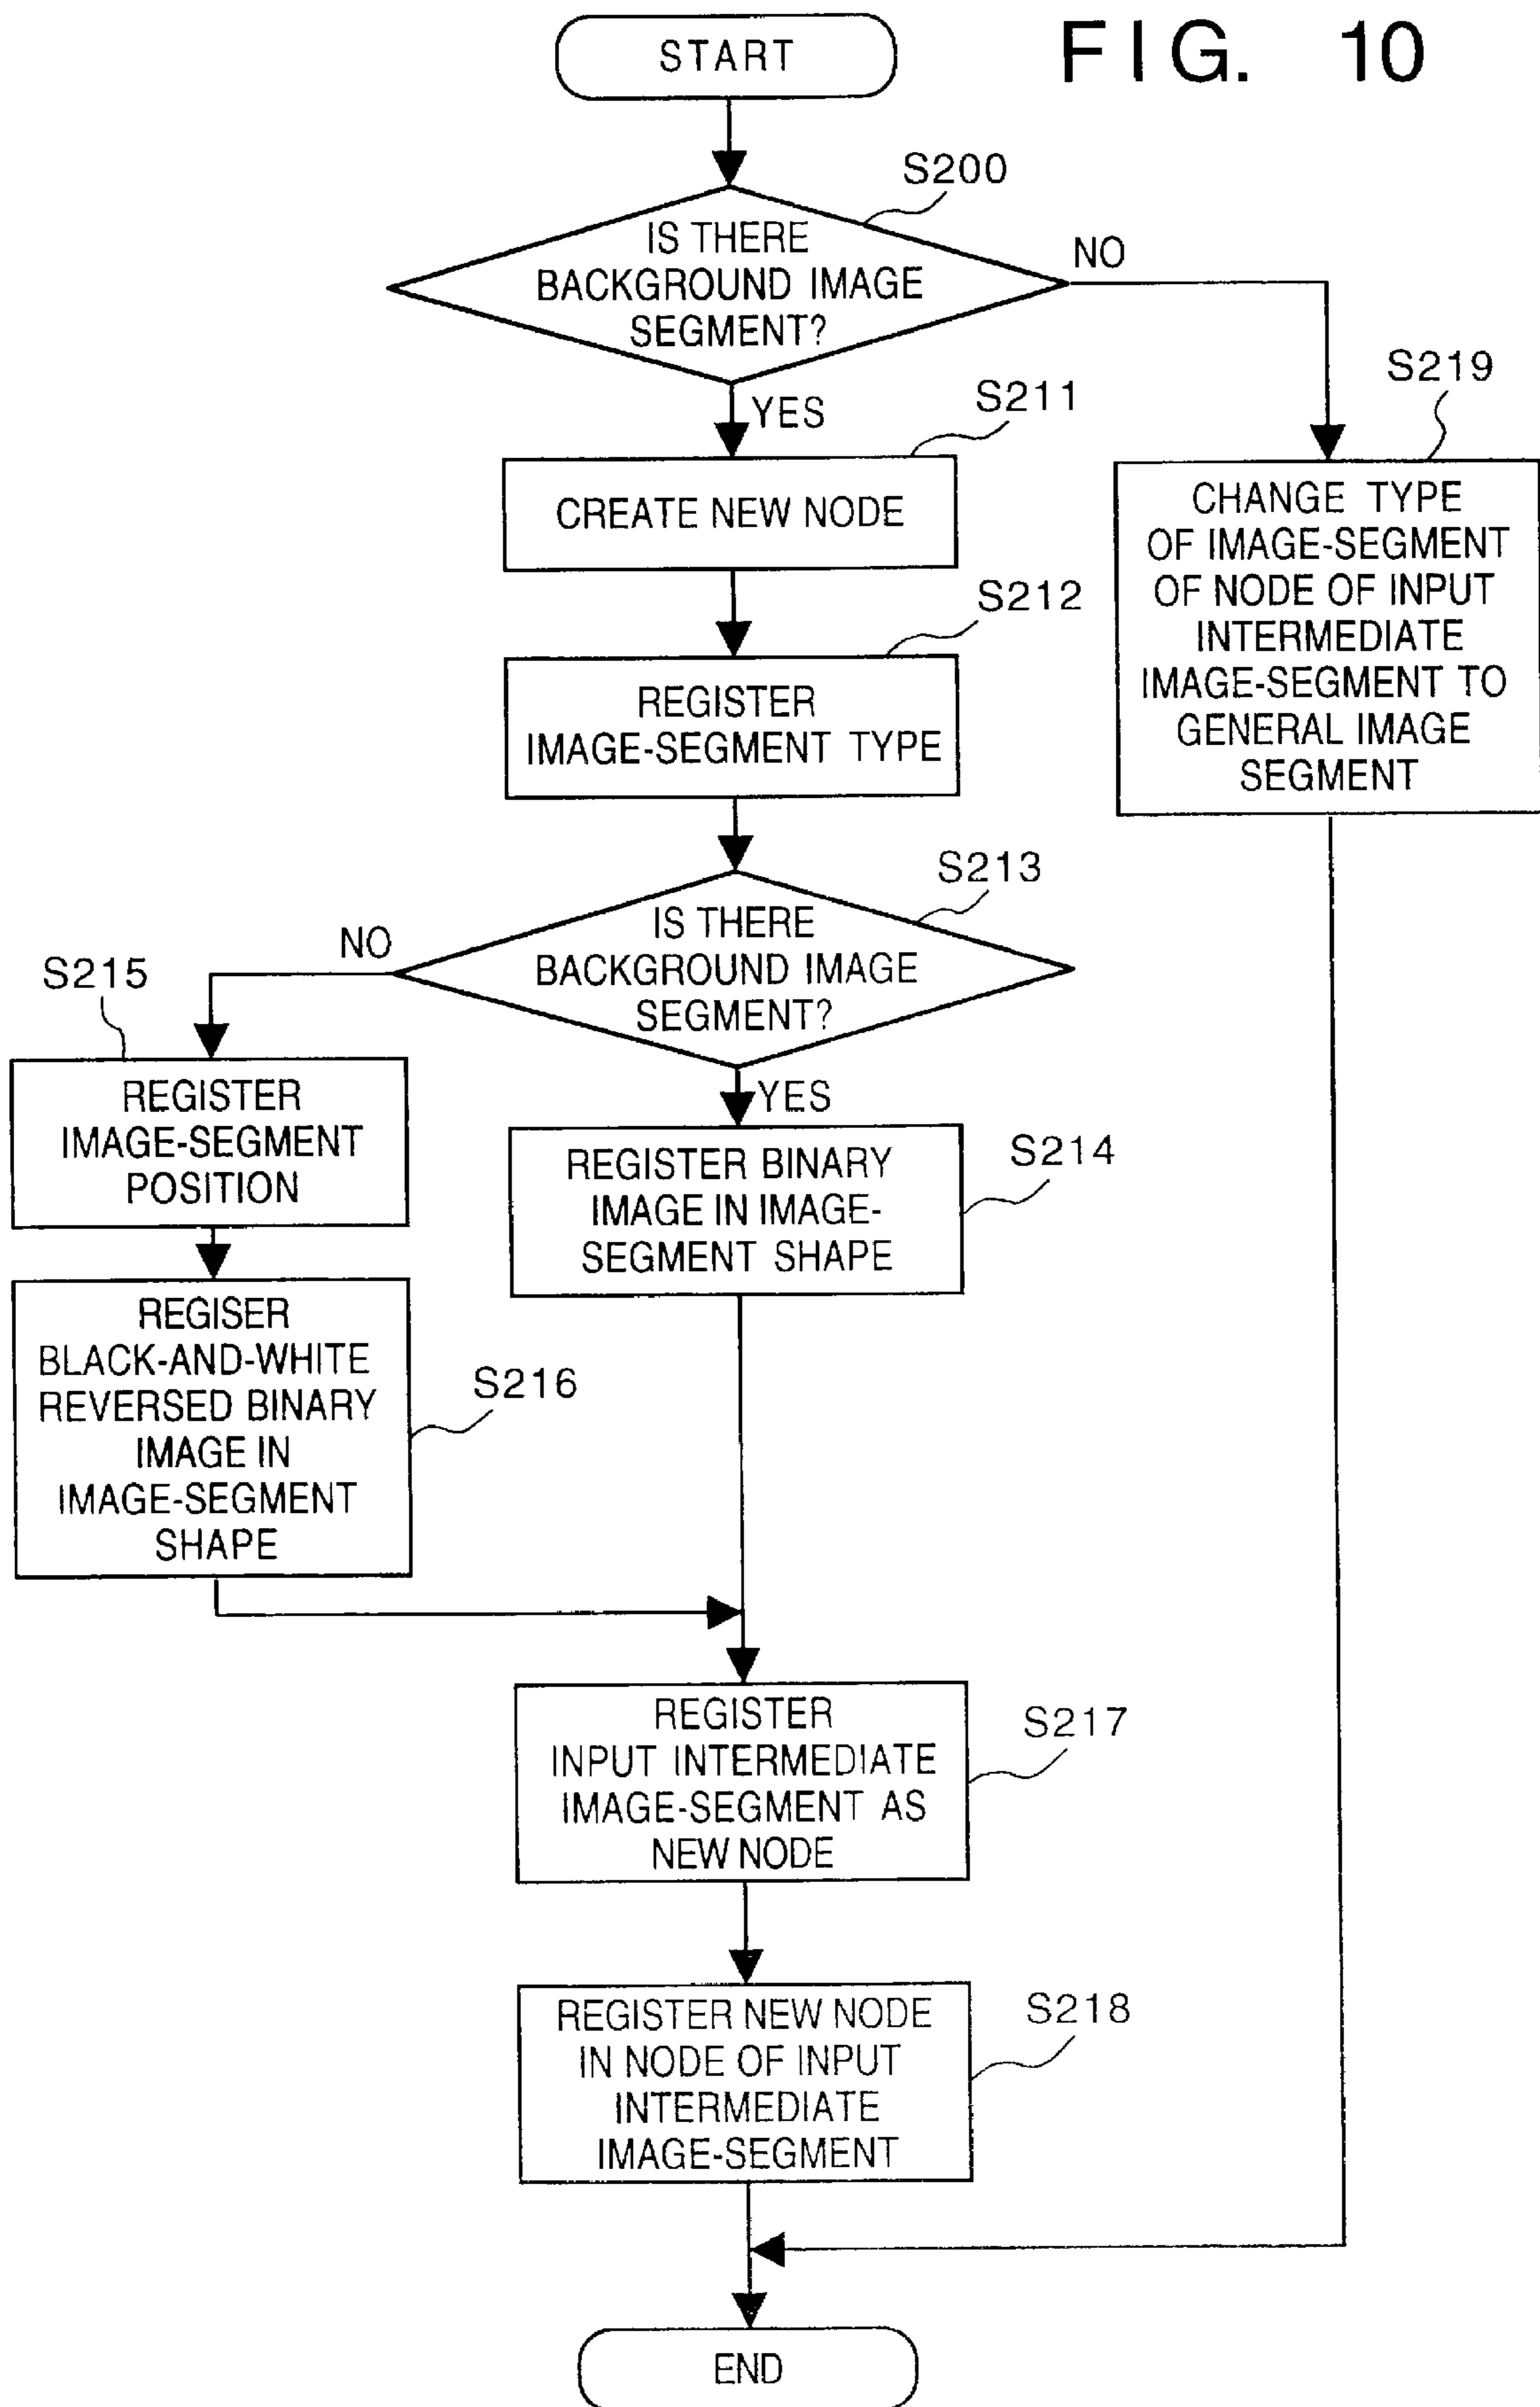 FIG. 10
START
S200
IS THERE
BACKGROUND IMAGE
SEGMENT?
NO
YES
S211
CREATE NEW NODE
S219
CHANGE TYPE
OF IMAGE-SEGMENT
OF NODE OF INPUT
INTERMEDIATE
IMAGE-SEGMENT TO
GENERAL IMAGE
SEGMENT
S212
REGISTER
IMAGE-SEGMENT TYPE
S213
IS THERE
BACKGROUND IMAGE
SEGMENT?
NO
YES
S215
REGISTER
IMAGE-SEGMENT
POSITION
S214
REGISTER BINARY
IMAGE IN IMAGE-
SEGMENT SHAPE
REGISER
BLACK-AND-WHITE
REVERSED BINARY
IMAGE IN
IMAGE-SEGMENT
SHAPE
S216
REGISTER
INPUT INTERMEDIATE
IMAGE-SEGMENT AS
NEW NODE
S217
REGISTER NEW NODE
IN NODE OF INPUT
INTERMEDIATE
IMAGE-SEGMENT
S218
END